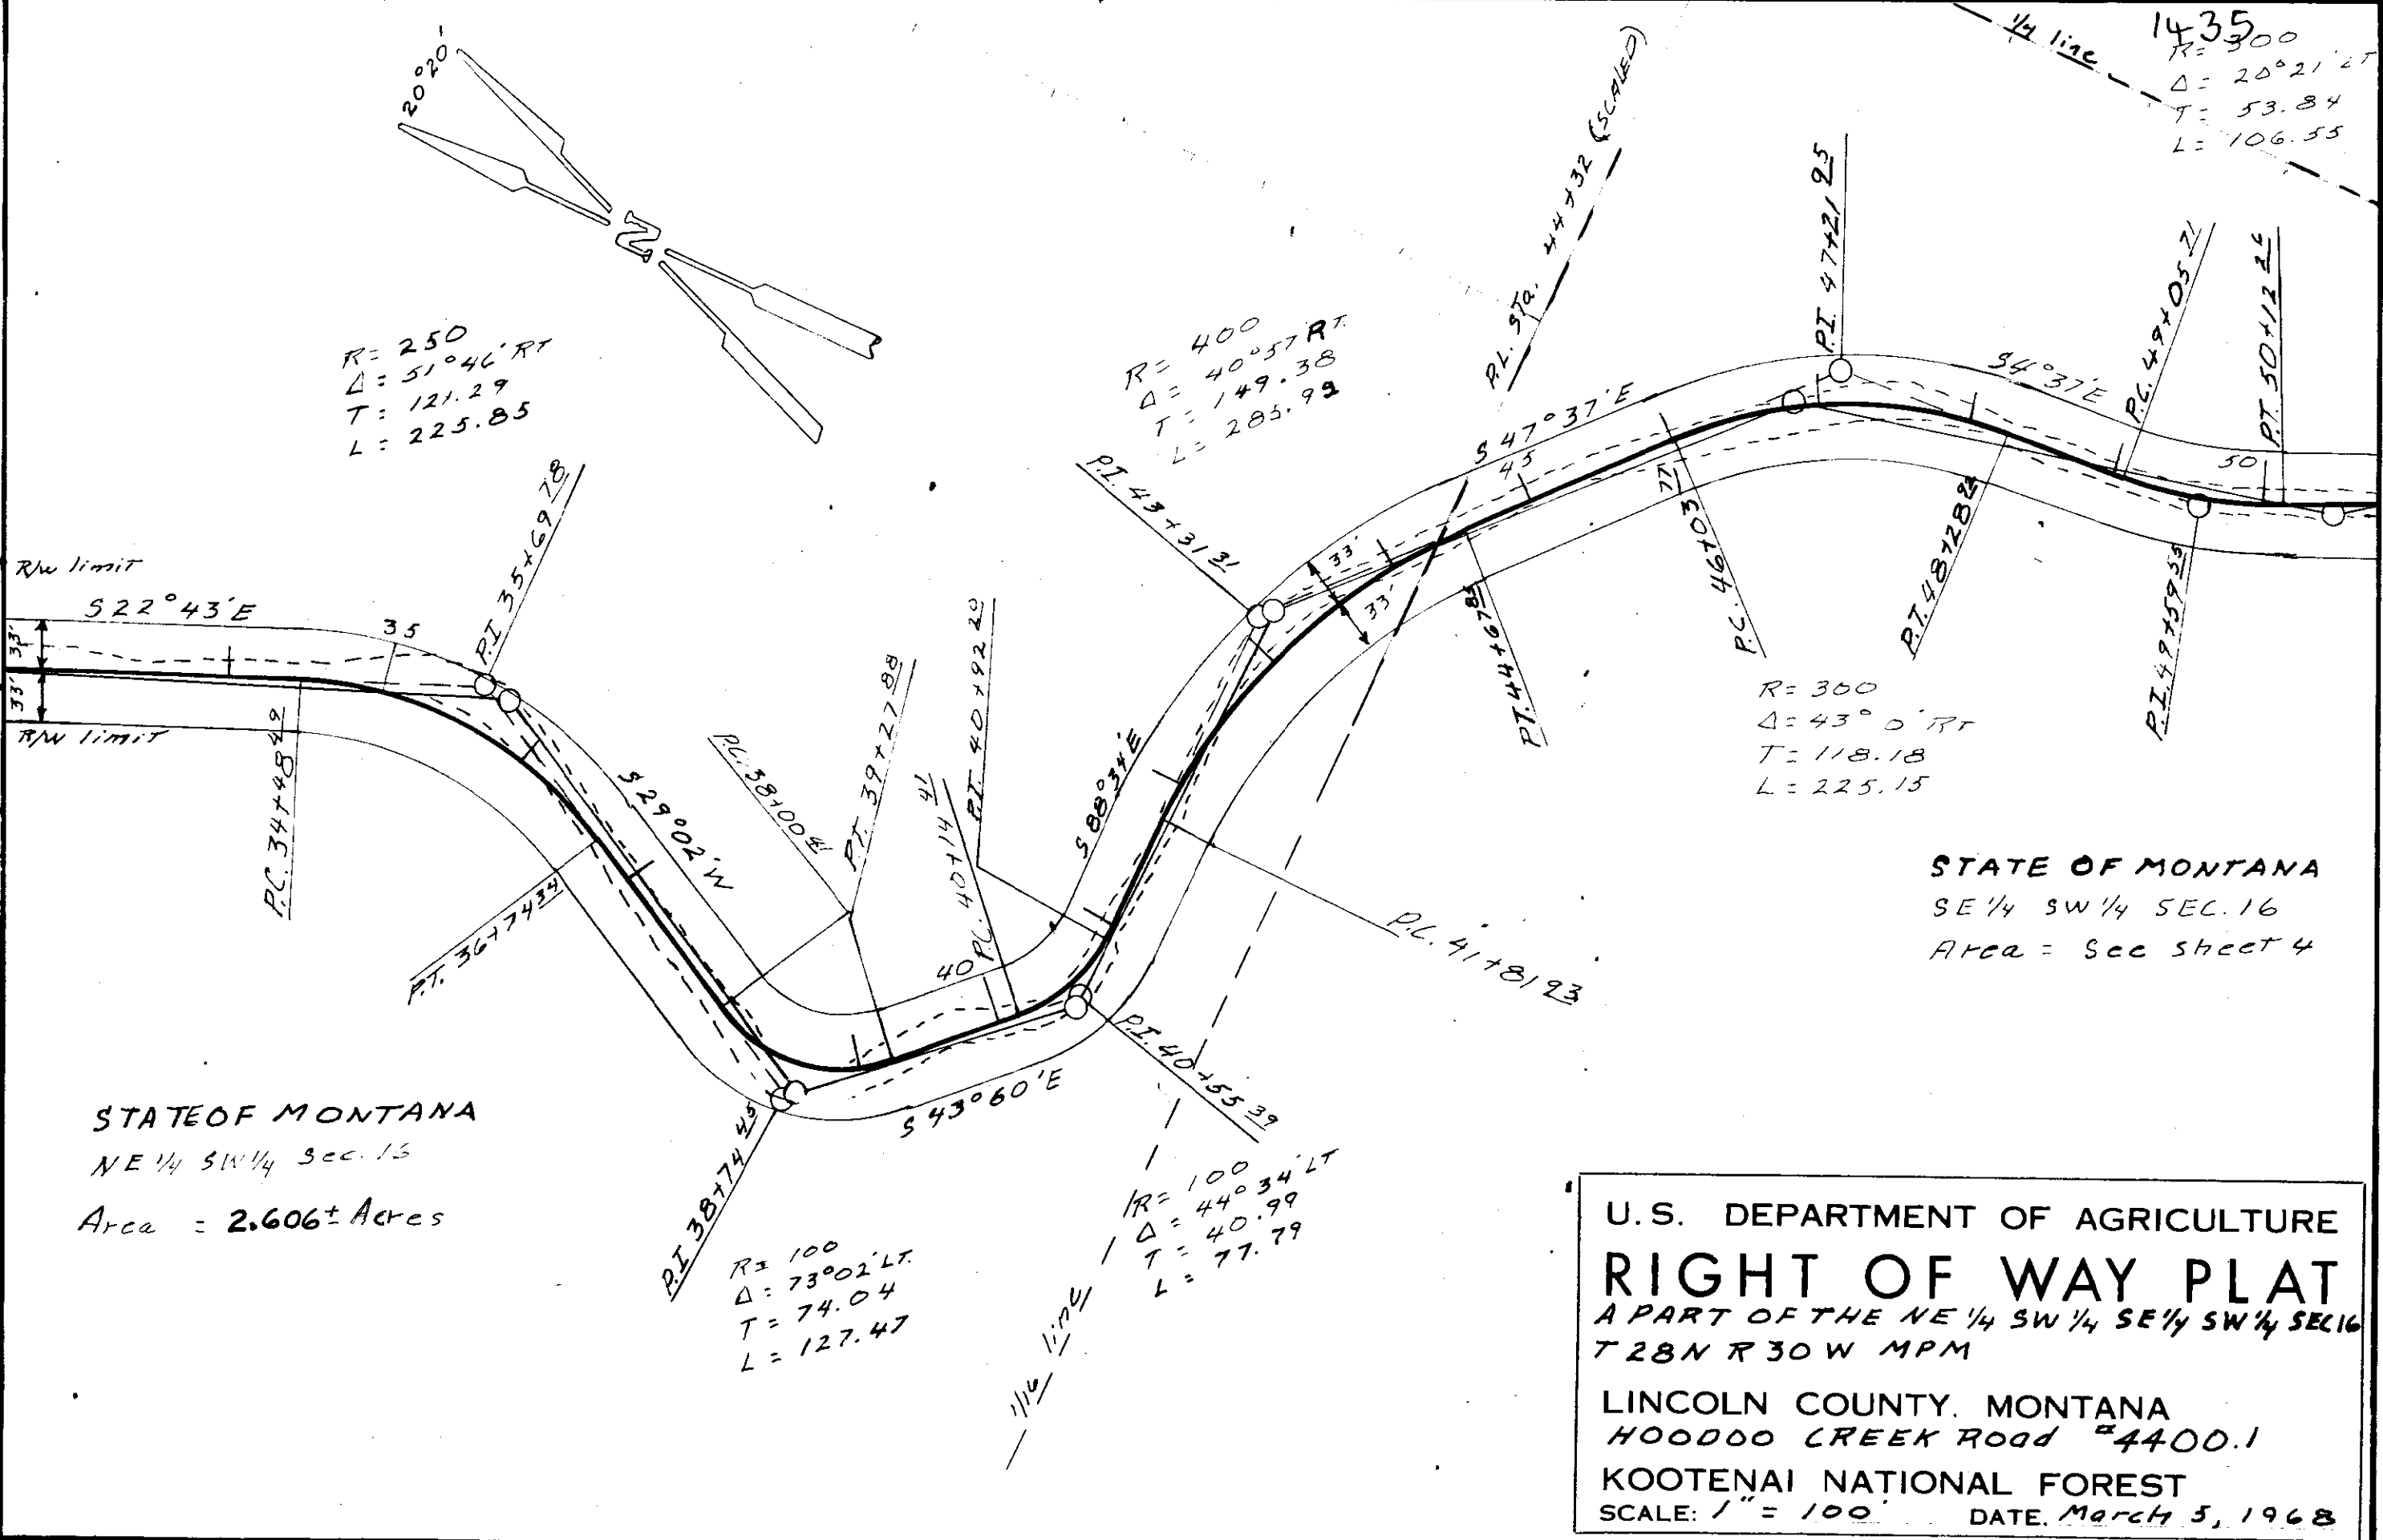 1435
1/4 line
R= 300
Δ= 20°21' LT
T= 53.84
L= 106.55
20°20'
N
R= 250
Δ= 51°46' RT
T= 121.29
L= 225.85
R= 400
Δ= 40°57 RT.
T= 149.38
L= 285.92
P.L. STa. 44+32 (SCALED)
P.I. 47+21 95
P.C. 49+05 71
P.T. 50+12 26
S4°37'E
S 47°37'E
45
50
P.I. 43+31 31
P.I 35+69 78
R/W limit
S22°43'E
35
33'
33'
R/W limit
33'
33'
P.C. 34+48 49
P.T. 36+74 34
S 29°02'W
P.C. 38+00 41
P.T. 39+27 88
P.C. 40+14 41
P.T. 40+92 20
40
S 88°34'E
P.T. 44+67 85
P.C. 46+03 77
P.T. 48+28 92
P.I. 49+59 55
R= 300
Δ= 43° 0' RT
T= 118.18
L= 225.15
P.C. 41+81 93
P.I. 40+55 39
S 43°60'E
P.I 38+74 45
STATE OF MONTANA
SE 1/4 SW 1/4 SEC. 16
Area = See sheet 4
STATE OF MONTANA
NE 1/4 SW 1/4 Sec. 16
Area = 2.606± Acres
R= 100
Δ= 73°02' LT.
T= 74.04
L= 127.47
R= 100
Δ= 44°34' LT
T= 40.99
L= 77.79
1/16 line
U.S. DEPARTMENT OF AGRICULTURE
RIGHT OF WAY PLAT
A PART OF THE NE 1/4 SW 1/4 SE 1/4 SW 1/4 SEC 16
T 28 N R 30 W MPM
LINCOLN COUNTY. MONTANA
HOODOO CREEK Road #4400.1
KOOTENAI NATIONAL FOREST
SCALE: 1" = 100' DATE. March 5, 1968